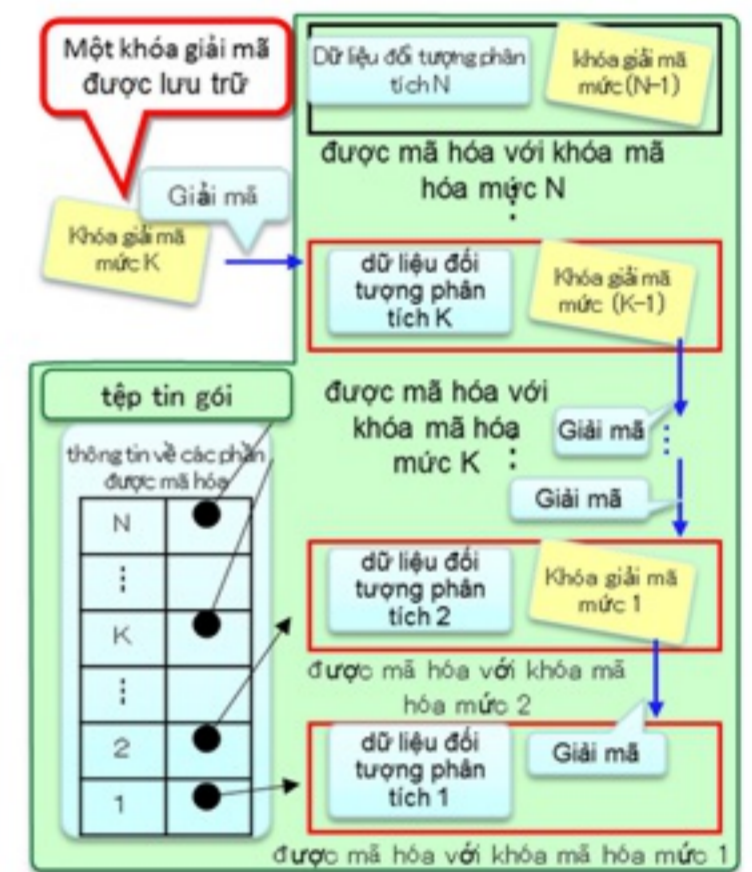 Một khóa giải mã
được lưu trữ
Dữ liệu đối tượng phân
tích N
khóa giải mã
mức (N-1)
được mã hóa với khóa mã
hóa mức N
Giải mã
Khóa giải mã
mức K
dữ liệu đối
tượng phân
tích K
Khóa giải mã
mức (K-1)
tệp tin gói
được mã hóa với
khóa mã hóa
mức K
Giải mã
Giải mã
thông tin về các phần
được mã hóa
N
K
2
1
dữ liệu đối
tượng phân
tích 2
Khóa giải mã
mức 1
được mã hóa với khóa mã
hóa mức 2
dữ liệu đối
tượng phân
tích 1
Giải mã
được mã hóa với khóa mã hóa mức 1